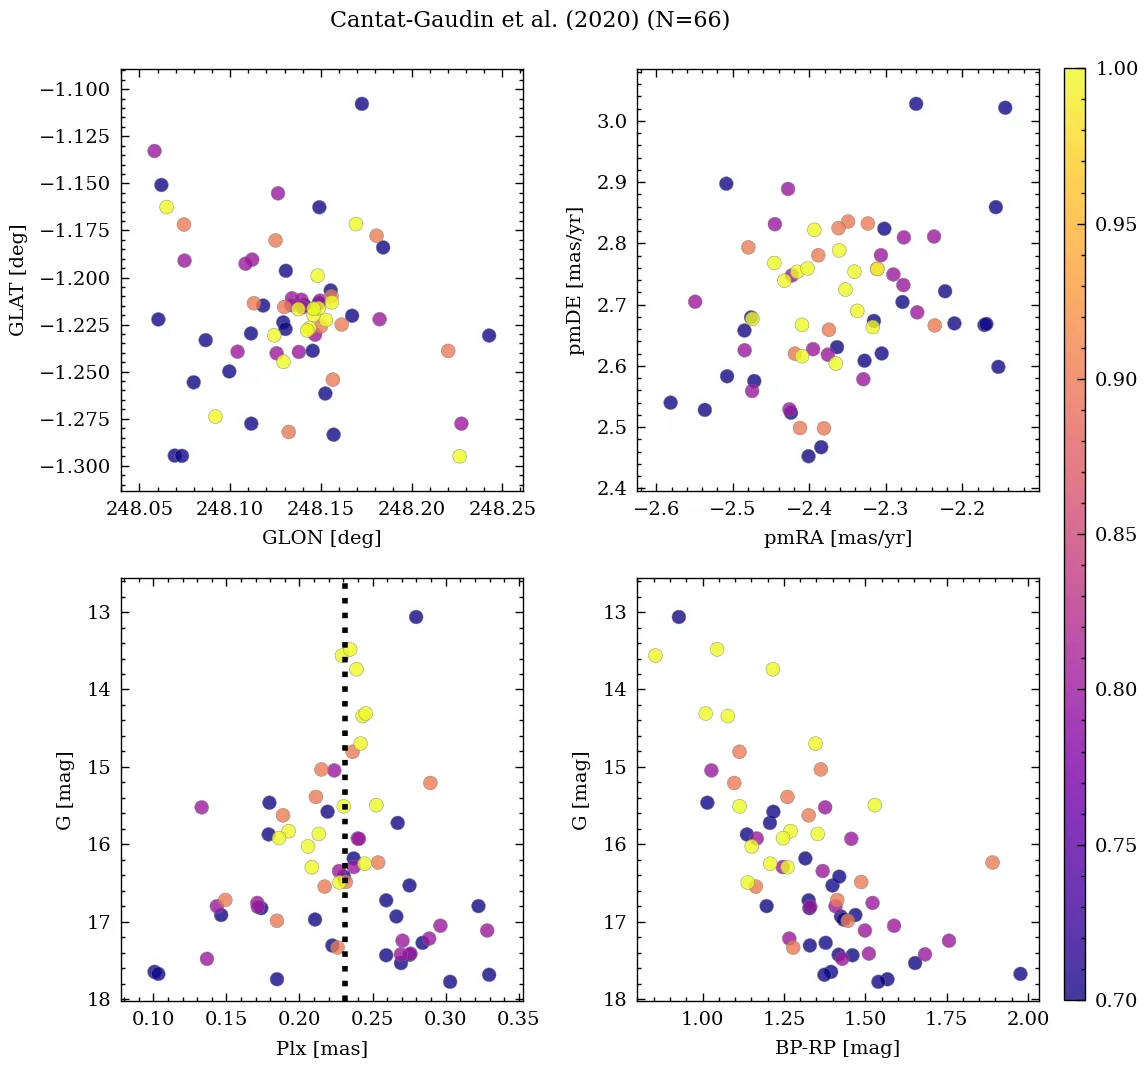 Cantat-Gaudin et al. (2020) (N=66)
−1.100
−1.125
−1.150
−1.175
−1.200
−1.225
−1.250
−1.275
−1.300
GLAT [deg]
248.05 248.10 248.15 248.20 248.25
GLON [deg]
3.0
2.9
2.8
2.7
2.6
2.5
2.4
pmDE [mas/yr]
−2.6 −2.5 −2.4 −2.3 −2.2
pmRA [mas/yr]
13
14
15
16
17
18
G [mag]
0.10 0.15 0.20 0.25 0.30 0.35
Plx [mas]
13
14
15
16
17
18
G [mag]
1.00 1.25 1.50 1.75 2.00
BP-RP [mag]
1.00
0.95
0.90
0.85
0.80
0.75
0.70